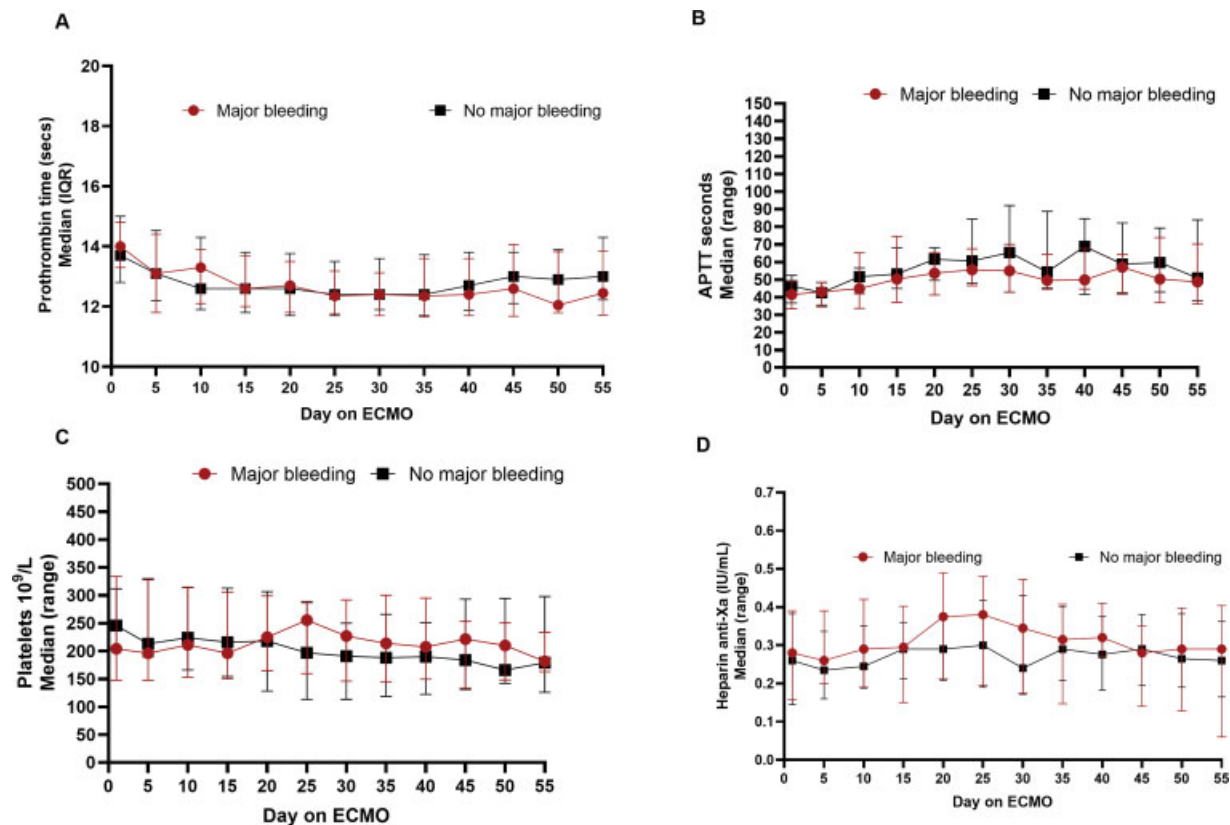 A
Prothrombin time (secs)
Median (IQR)
20
18
16
14
12
10
Major bleeding
No major bleeding
0 5 10 15 20 25 30 35 40 45 50 55
Day on ECMO
B
APTT seconds
Median (range)
150
140
130
120
110
100
90
80
70
60
50
40
30
20
10
0
Major bleeding
No major bleeding
0 5 10 15 20 25 30 35 40 45 50 55
Day on ECMO
C
Platelets 10⁹/L
Median (range)
500
450
400
350
300
250
200
150
100
50
0
Major bleeding
No major bleeding
0 5 10 15 20 25 30 35 40 45 50 55
Day on ECMO
D
Heparin anti-Xa (IU/mL)
Median (range)
0.7
0.6
0.5
0.4
0.3
0.2
0.1
0.0
Major bleeding
No major bleeding
0 5 10 15 20 25 30 35 40 45 50 55
Day on ECMO